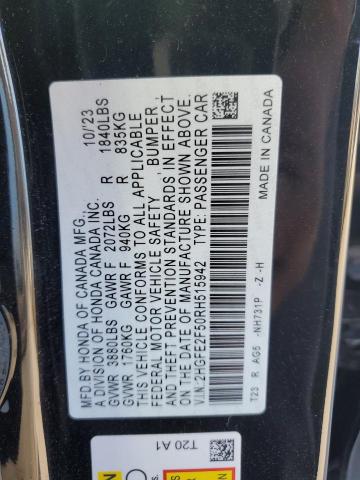 MFD BY HONDA OF CANADA MFG., 10/'23
A DIVISION OF HONDA CANADA INC.
GVWR 3880LBS GAWR F 2072LBS R 1840LBS
GVWR 1760KG GAWR F 940KG R 835KG
THIS VEHICLE CONFORMS TO ALL APPLICABLE
FEDERAL MOTOR VEHICLE SAFETY , BUMPER,
AND THEFT PREVENTION STANDARDS IN EFFECT
ON THE DATE OF MANUFACTURE SHOWN ABOVE.
V.I.N.:2HGFE2F50RH515942 TYPE: PASSENGER CAR
T23 R AG5 -NH731P -Z -H MADE IN CANADA
T20 A1